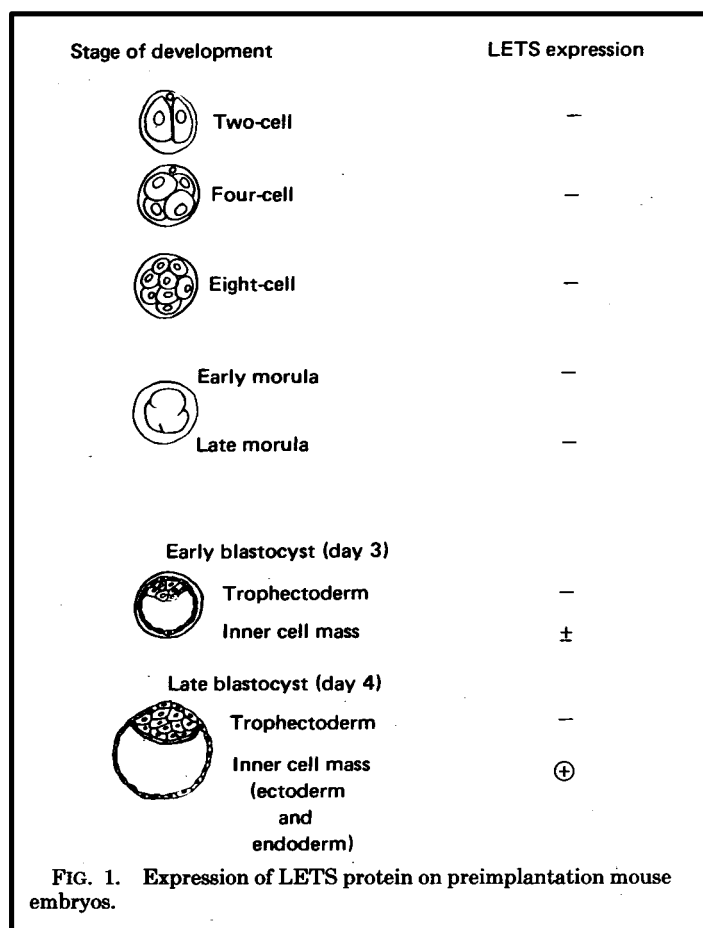 Stage of development LETS expression
Two-cell −
Four-cell −
Eight-cell −
Early morula −
Late morula −
Early blastocyst (day 3)
Trophectoderm −
Inner cell mass ±
Late blastocyst (day 4)
Trophectoderm −
Inner cell mass ⊕
(ectoderm
and
endoderm)
FIG. 1. Expression of LETS protein on preimplantation mouse
embryos.